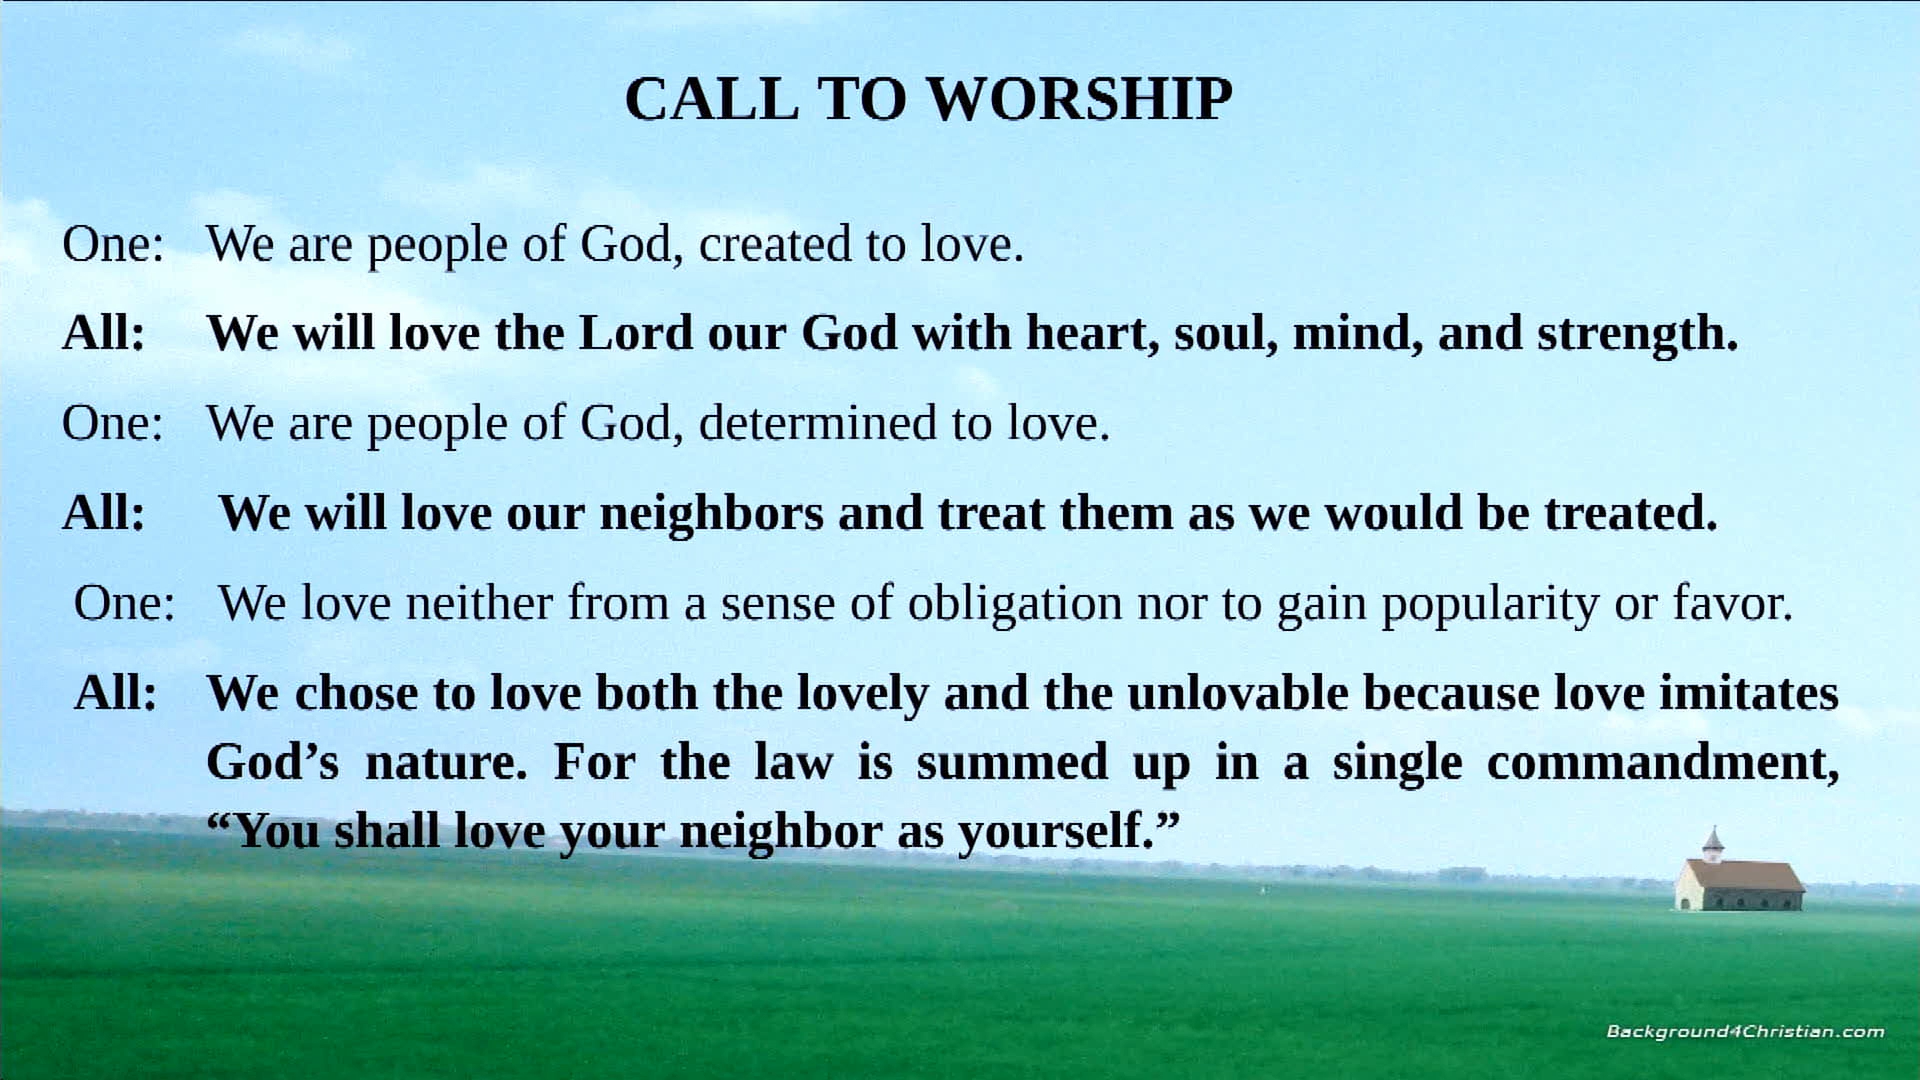 CALL TO WORSHIP
One: We are people of God, created to love.
All: We will love the Lord our God with heart, soul, mind, and strength.
One: We are people of God, determined to love.
All: We will love our neighbors and treat them as we would be treated.
One: We love neither from a sense of obligation nor to gain popularity or favor.
All: We chose to love both the lovely and the unlovable because love imitates
God’s nature. For the law is summed up in a single commandment,
“You shall love your neighbor as yourself.”
Background4Christian.com